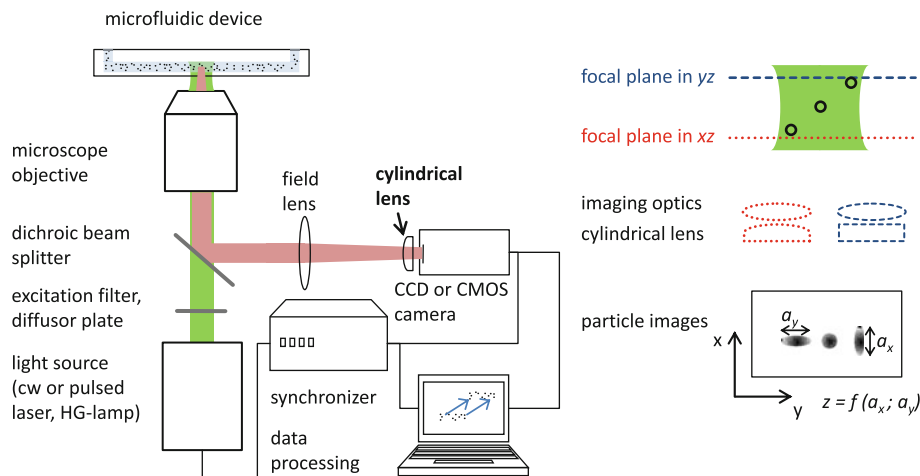 microfluidic device
microscope
objective
dichroic beam
splitter
excitation filter,
diffusor plate
light source
(cw or pulsed
laser, HG-lamp)
field
lens
cylindrical
lens
CCD or CMOS
camera
synchronizer
data
processing
focal plane in yz
focal plane in xz
imaging optics
cylindrical lens
particle images
x
y
a_y
a_x
z = f (a_x ; a_y)